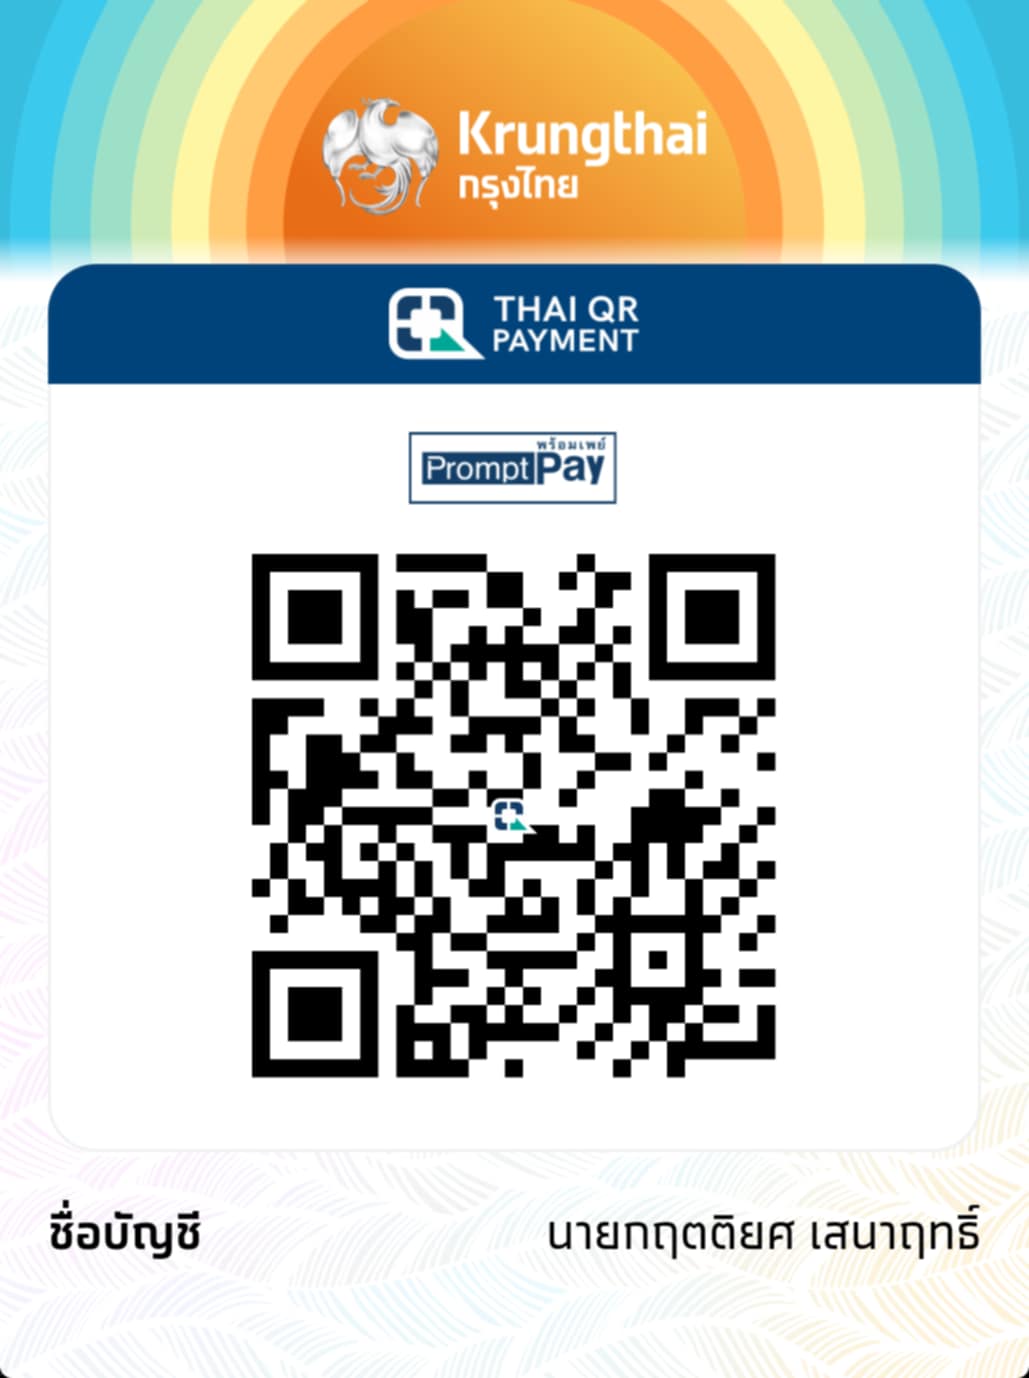 Krungthai
กรุงไทย
THAI QR
PAYMENT
พร้อมเพย์
PromptPay
ชื่อบัญชี นายกฤตติยศ เสนาฤทธิ์